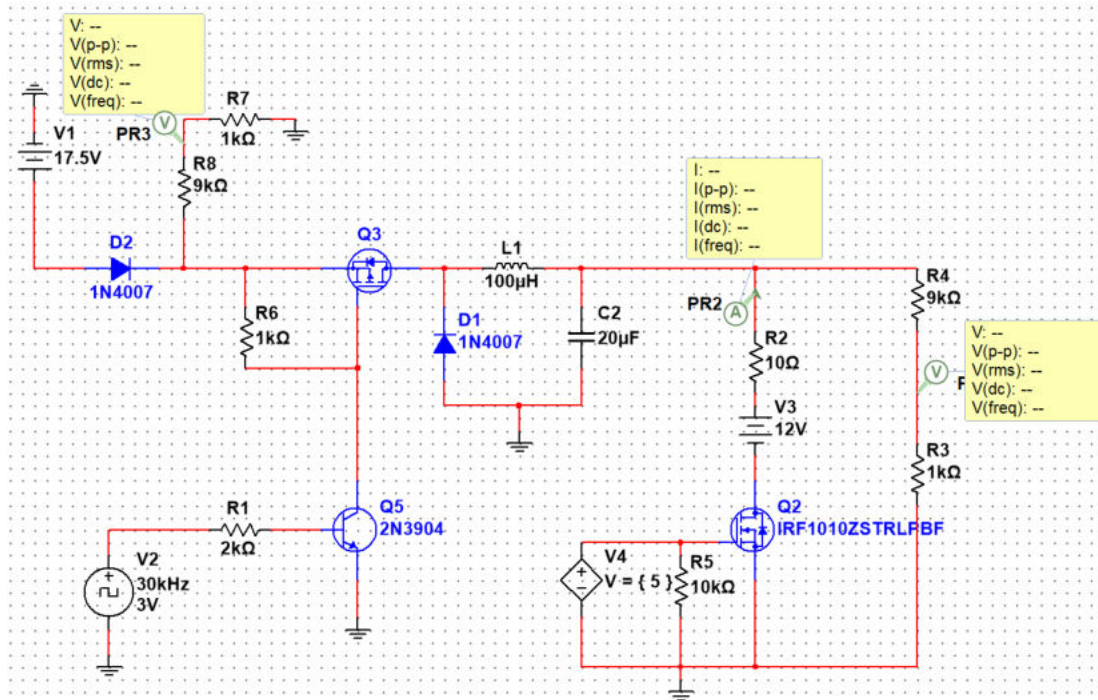 V: --
V(p-p): --
V(rms): --
V(dc): --
V(freq): --
PR3
V
R7
1kΩ
V1
17.5V
R8
9kΩ
D2
1N4007
Q3
R6
1kΩ
L1
100μH
D1
1N4007
C2
20μF
I: --
I(p-p): --
I(rms): --
I(dc): --
I(freq): --
PR2
A
R2
10Ω
V3
12V
R4
9kΩ
V
V: --
V(p-p): --
V(rms): --
V(dc): --
V(freq): --
R3
1kΩ
R1
2kΩ
Q5
2N3904
V2
30kHz
3V
Q2
IRF1010ZSTRLPBF
V4
V = { 5 }
R5
10kΩ